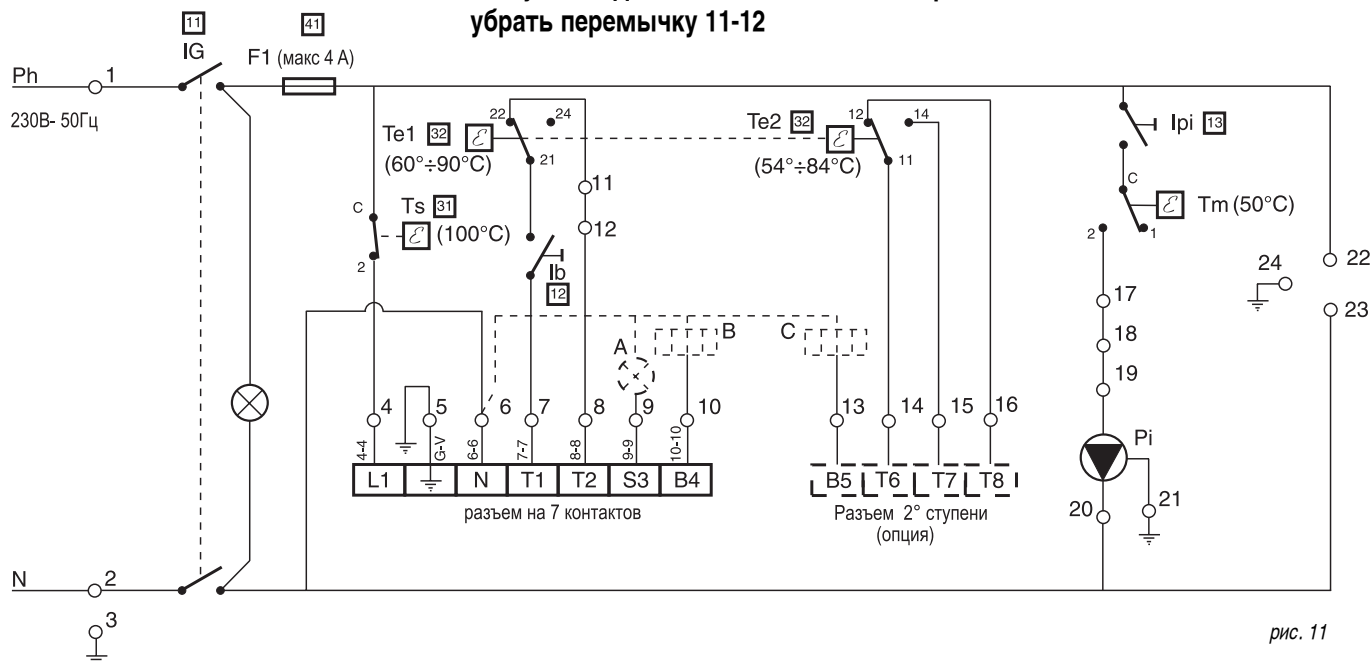 убрать перемычку 11-12
11
IG
41
F1 (макс 4 А)
Ph
1
230В- 50Гц
Te1 32
(60°÷90°C)
22
24
21
Te2 32
(54°÷84°C)
12
14
11
Ipi 13
C
Tm (50°C)
2
1
C
Ts 31
(100°C)
2
11
12
Ib
12
22
24
23
17
18
19
A
B
C
4
5
6
7
8
9
10
13
14
15
16
4-4
G-V
6-6
7-7
8-8
9-9
10-10
L1
N
T1
T2
S3
B4
B5
T6
T7
T8
разъем на 7 контактов
Разъем 2° ступени
(опция)
Pi
20
21
N
2
3
рис. 11